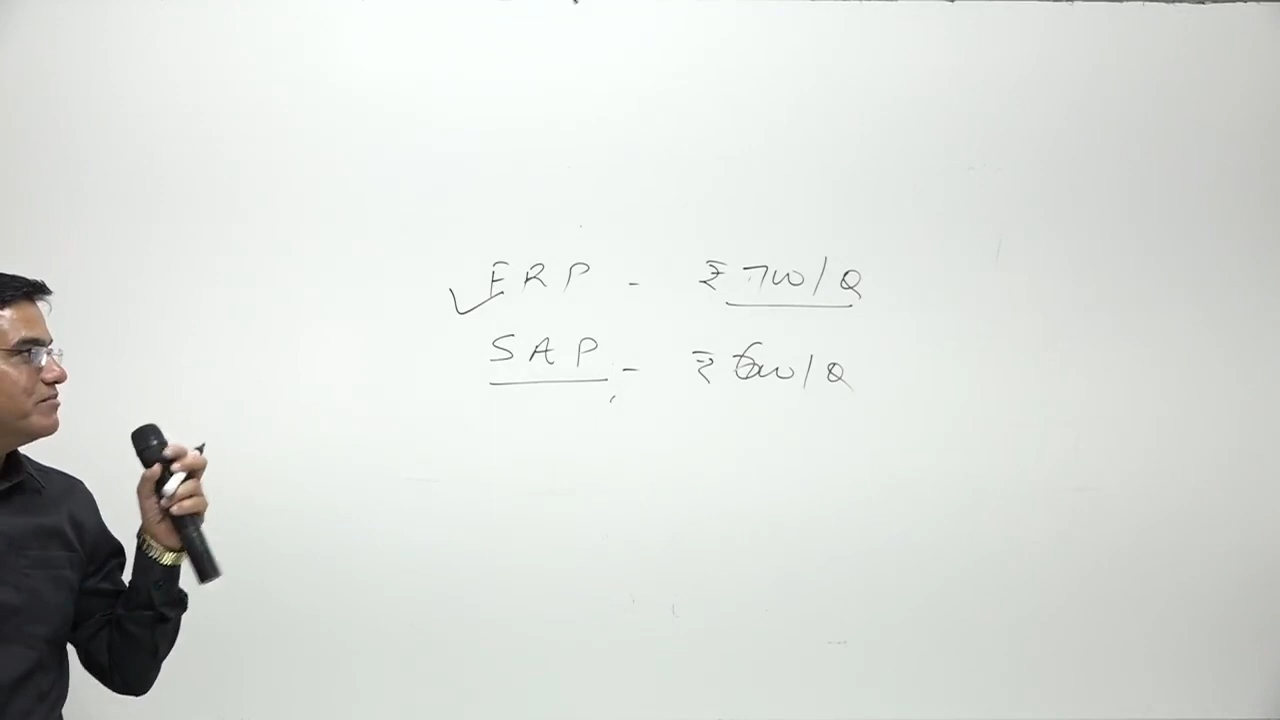 ERP - ₹700/Q
SAP - ₹600/Q